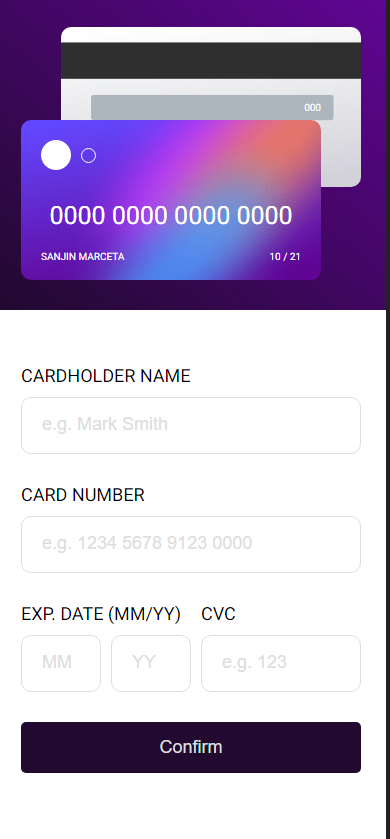 000
0000 0000 0000 0000
SANJIN MARCETA 10 / 21
CARDHOLDER NAME
e.g. Mark Smith
CARD NUMBER
e.g. 1234 5678 9123 0000
EXP. DATE (MM/YY) CVC
MM YY e.g. 123
Confirm